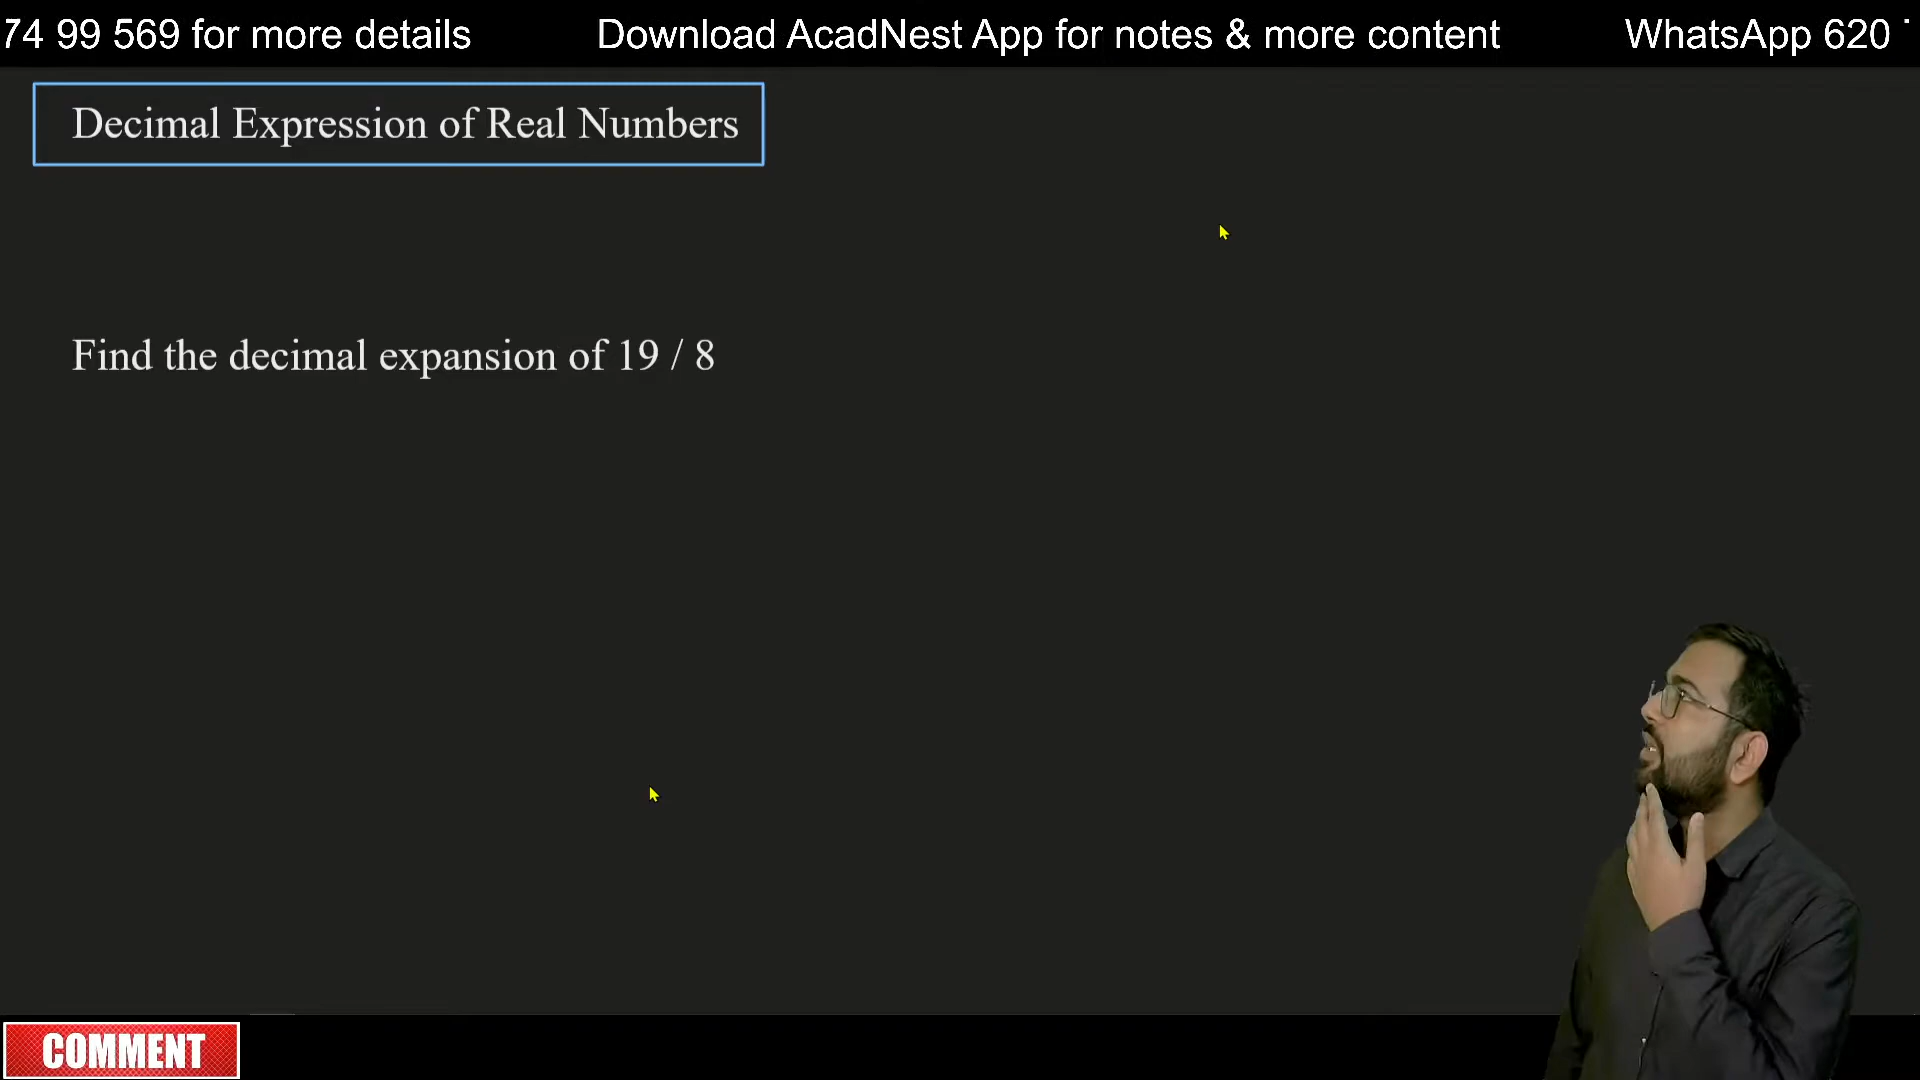 74 99 569 for more details Download AcadNest App for notes & more content WhatsApp 620
Decimal Expression of Real Numbers
Find the decimal expansion of 19 / 8
COMMENT